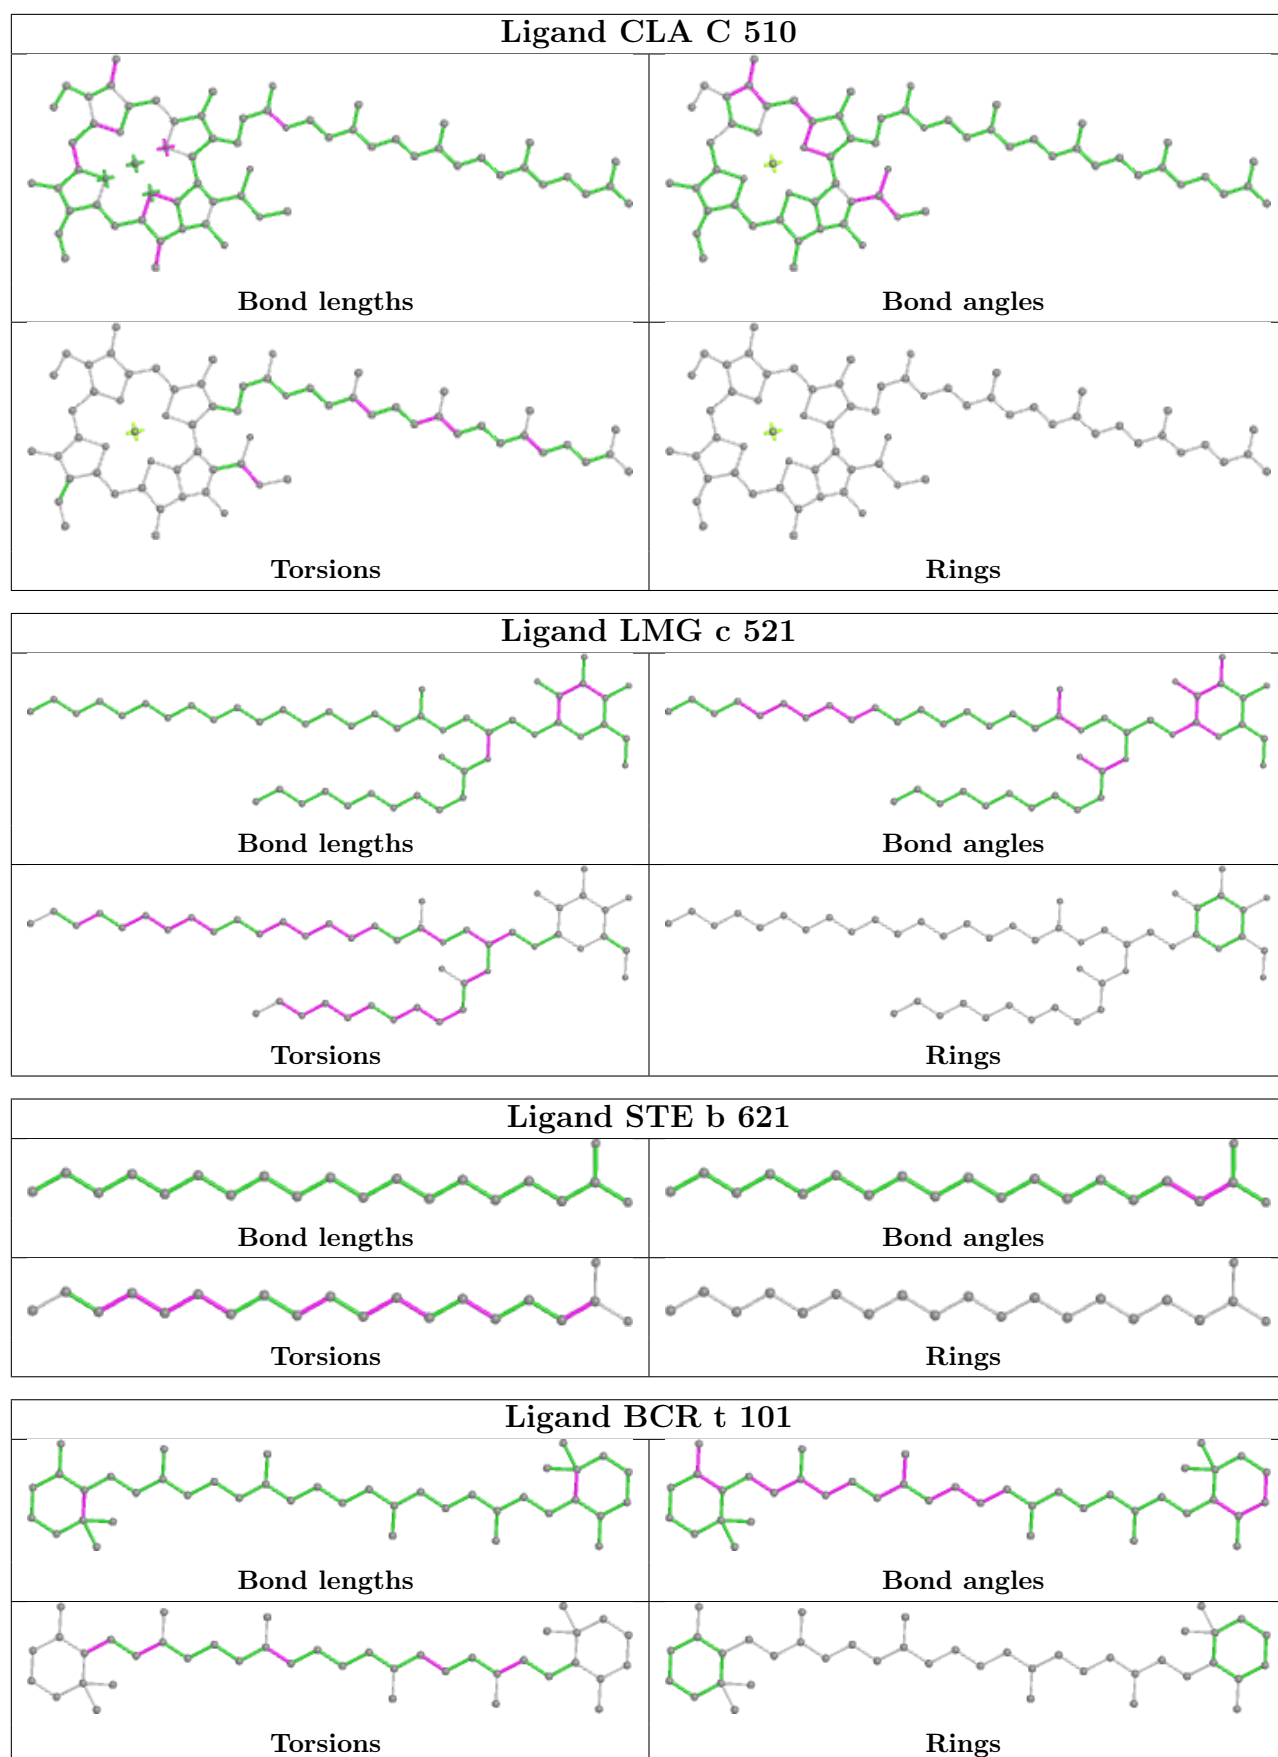 Ligand CLA C 510
Bond lengths
Bond angles
Torsions
Rings
Ligand LMG c 521
Bond lengths
Bond angles
Torsions
Rings
Ligand STE b 621
Bond lengths
Bond angles
Torsions
Rings
Ligand BCR t 101
Bond lengths
Bond angles
Torsions
Rings